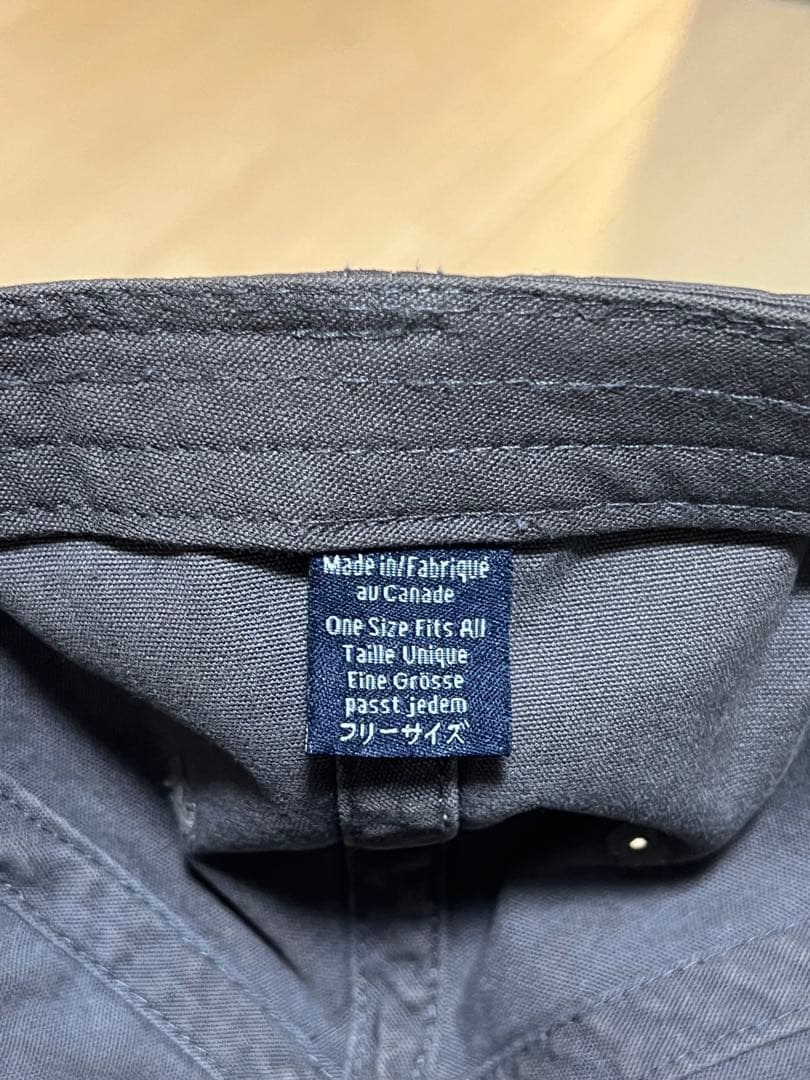 Made in/Fabriqué
au Canada
One Size Fits All
Taille Unique
Eine Grösse
passt jedem
フリーサイズ